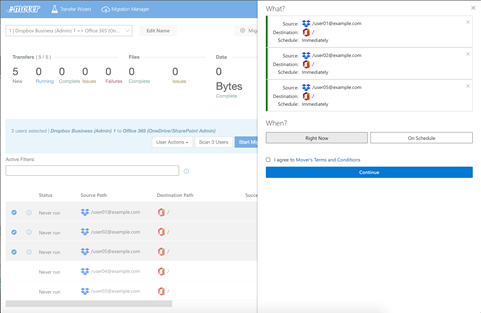 #mover
Transfer Wizard
Migration Manager
1 | Dropbox Business (Admin) 1 => Office 365 (OneDrive/
Edit Name
Transfers ( 5 / 5 )
Files
Data
5
0
0
0
0
0
0
0
New
Running
Complete
Issues
Failures
Complete
Issues
Bytes
Complete
3 users selected | Dropbox Business (Admin) 1 to Office 365 (OneDrive/SharePoint Admin)
User Actions
Scan 3 Users
Active Filters:
Status
Source Path
Destination Path
Never run
/user01@example.com
/
Never run
/user02@example.com
/
Never run
/user05@example.com
/
Never run
/user04@example.com
/
Never run
/user03@example.com
/
What?
Source:
/user01@example.com
Destination:
/
Schedule:
Immediately
Source:
/user02@example.com
Destination:
/
Schedule:
Immediately
Source:
/user05@example.com
Destination:
/
Schedule:
Immediately
When?
Right Now
On Schedule
I agree to Mover's Terms and Conditions
Continue